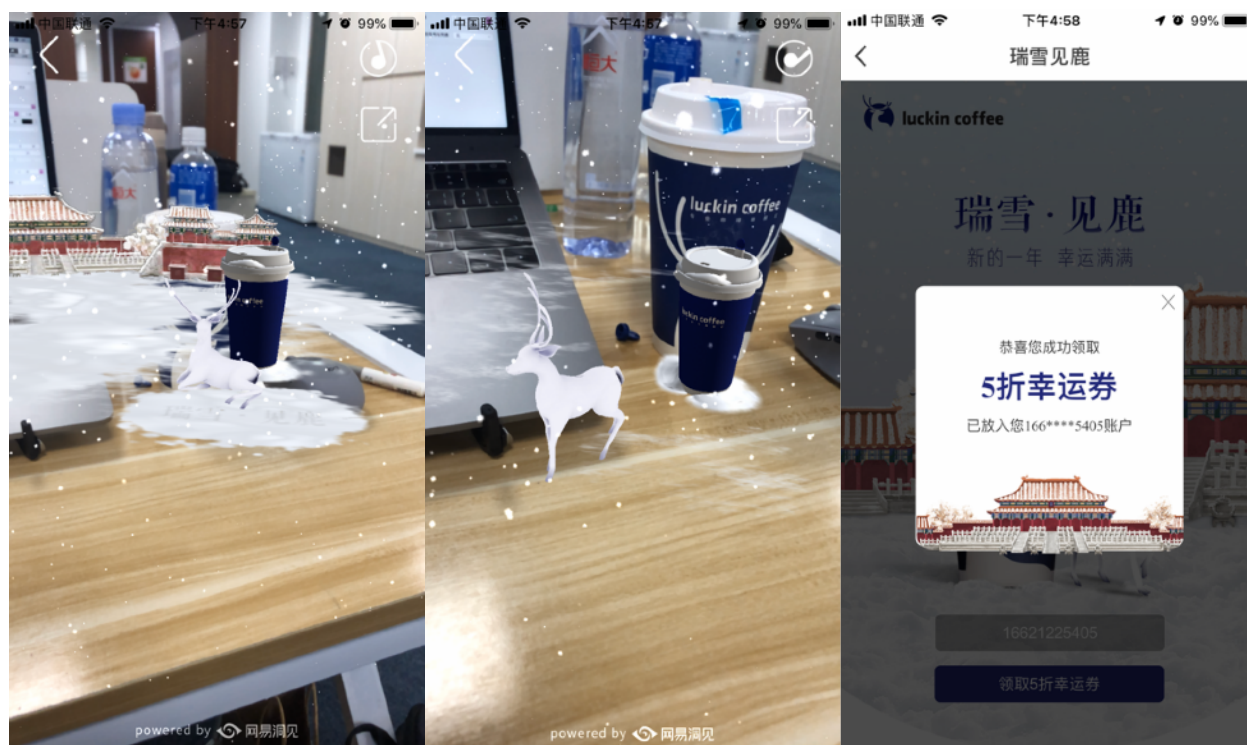 中国联通
下午4:57
99%
恒大
coffee
powered by 网易洞见
中国联通
下午4:57
99%
恒大
luckin coffee
luckin coffee
powered by 网易洞见
中国联通
下午4:58
99%
瑞雪见鹿
luckin coffee
瑞雪·见鹿
新的一年 幸运满满
恭喜您成功领取
5折幸运券
已放入您166****5405账户
16621225405
领取5折幸运券